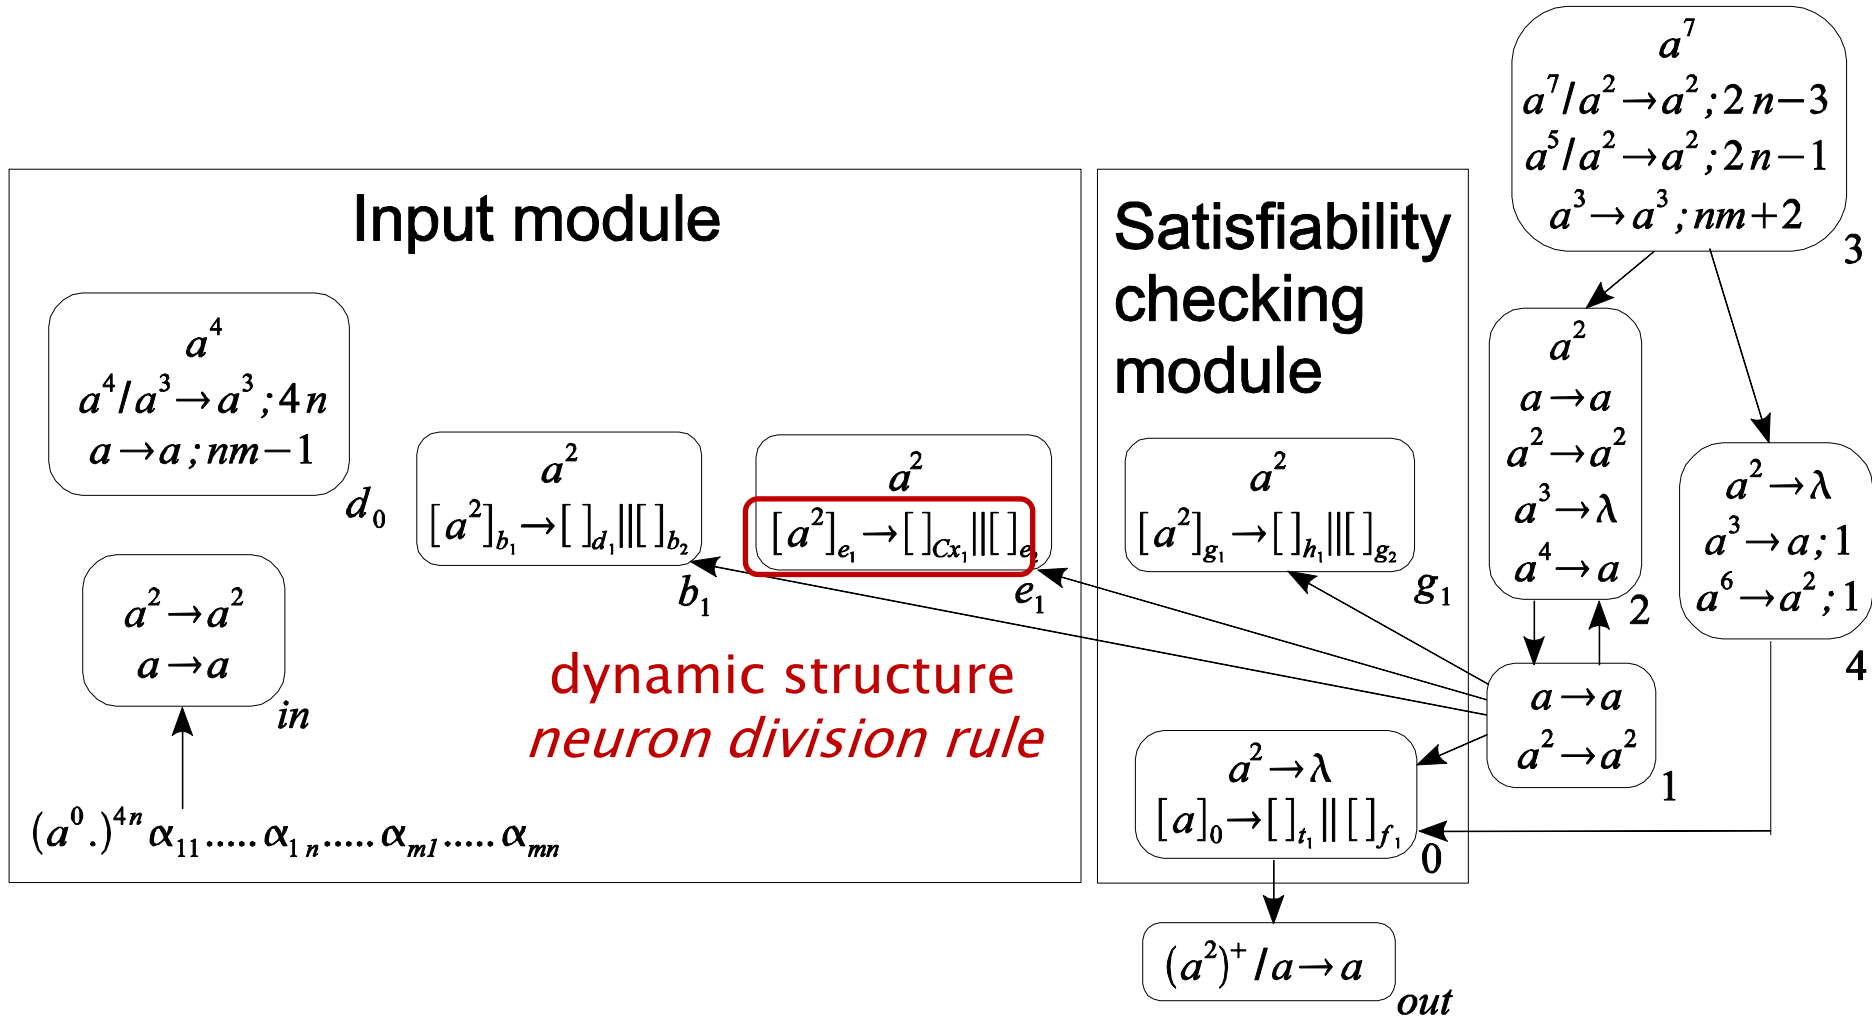 Input module
a^4
a^4/a^3→a^3;4n
a→a;nm−1
d_0
a^2→a^2
a→a
in
(a^0.)^{4n} α_{11}.....α_{1n}.....α_{m1}.....α_{mn}
a^2
[a^2]_{b_1}→[]_{d_1}||[]_{b_2}
b_1
a^2
[a^2]_{e_1}→[]_{Cx_1}||[]_{e_2}
e_1
dynamic structure
neuron division rule
Satisfiability
checking
module
a^2
[a^2]_{g_1}→[]_{h_1}||[]_{g_2}
g_1
a^2→λ
[a]_0→[]_{t_1}||[]_{f_1}
0
(a^2)^+/a→a
out
a^7
a^7/a^2→a^2;2n−3
a^5/a^2→a^2;2n−1
a^3→a^3;nm+2
3
a^2
a→a
a^2→a^2
a^3→λ
a^4→a
2
a^2→λ
a^3→a;1
a^6→a^2;1
4
a→a
a^2→a^2
1